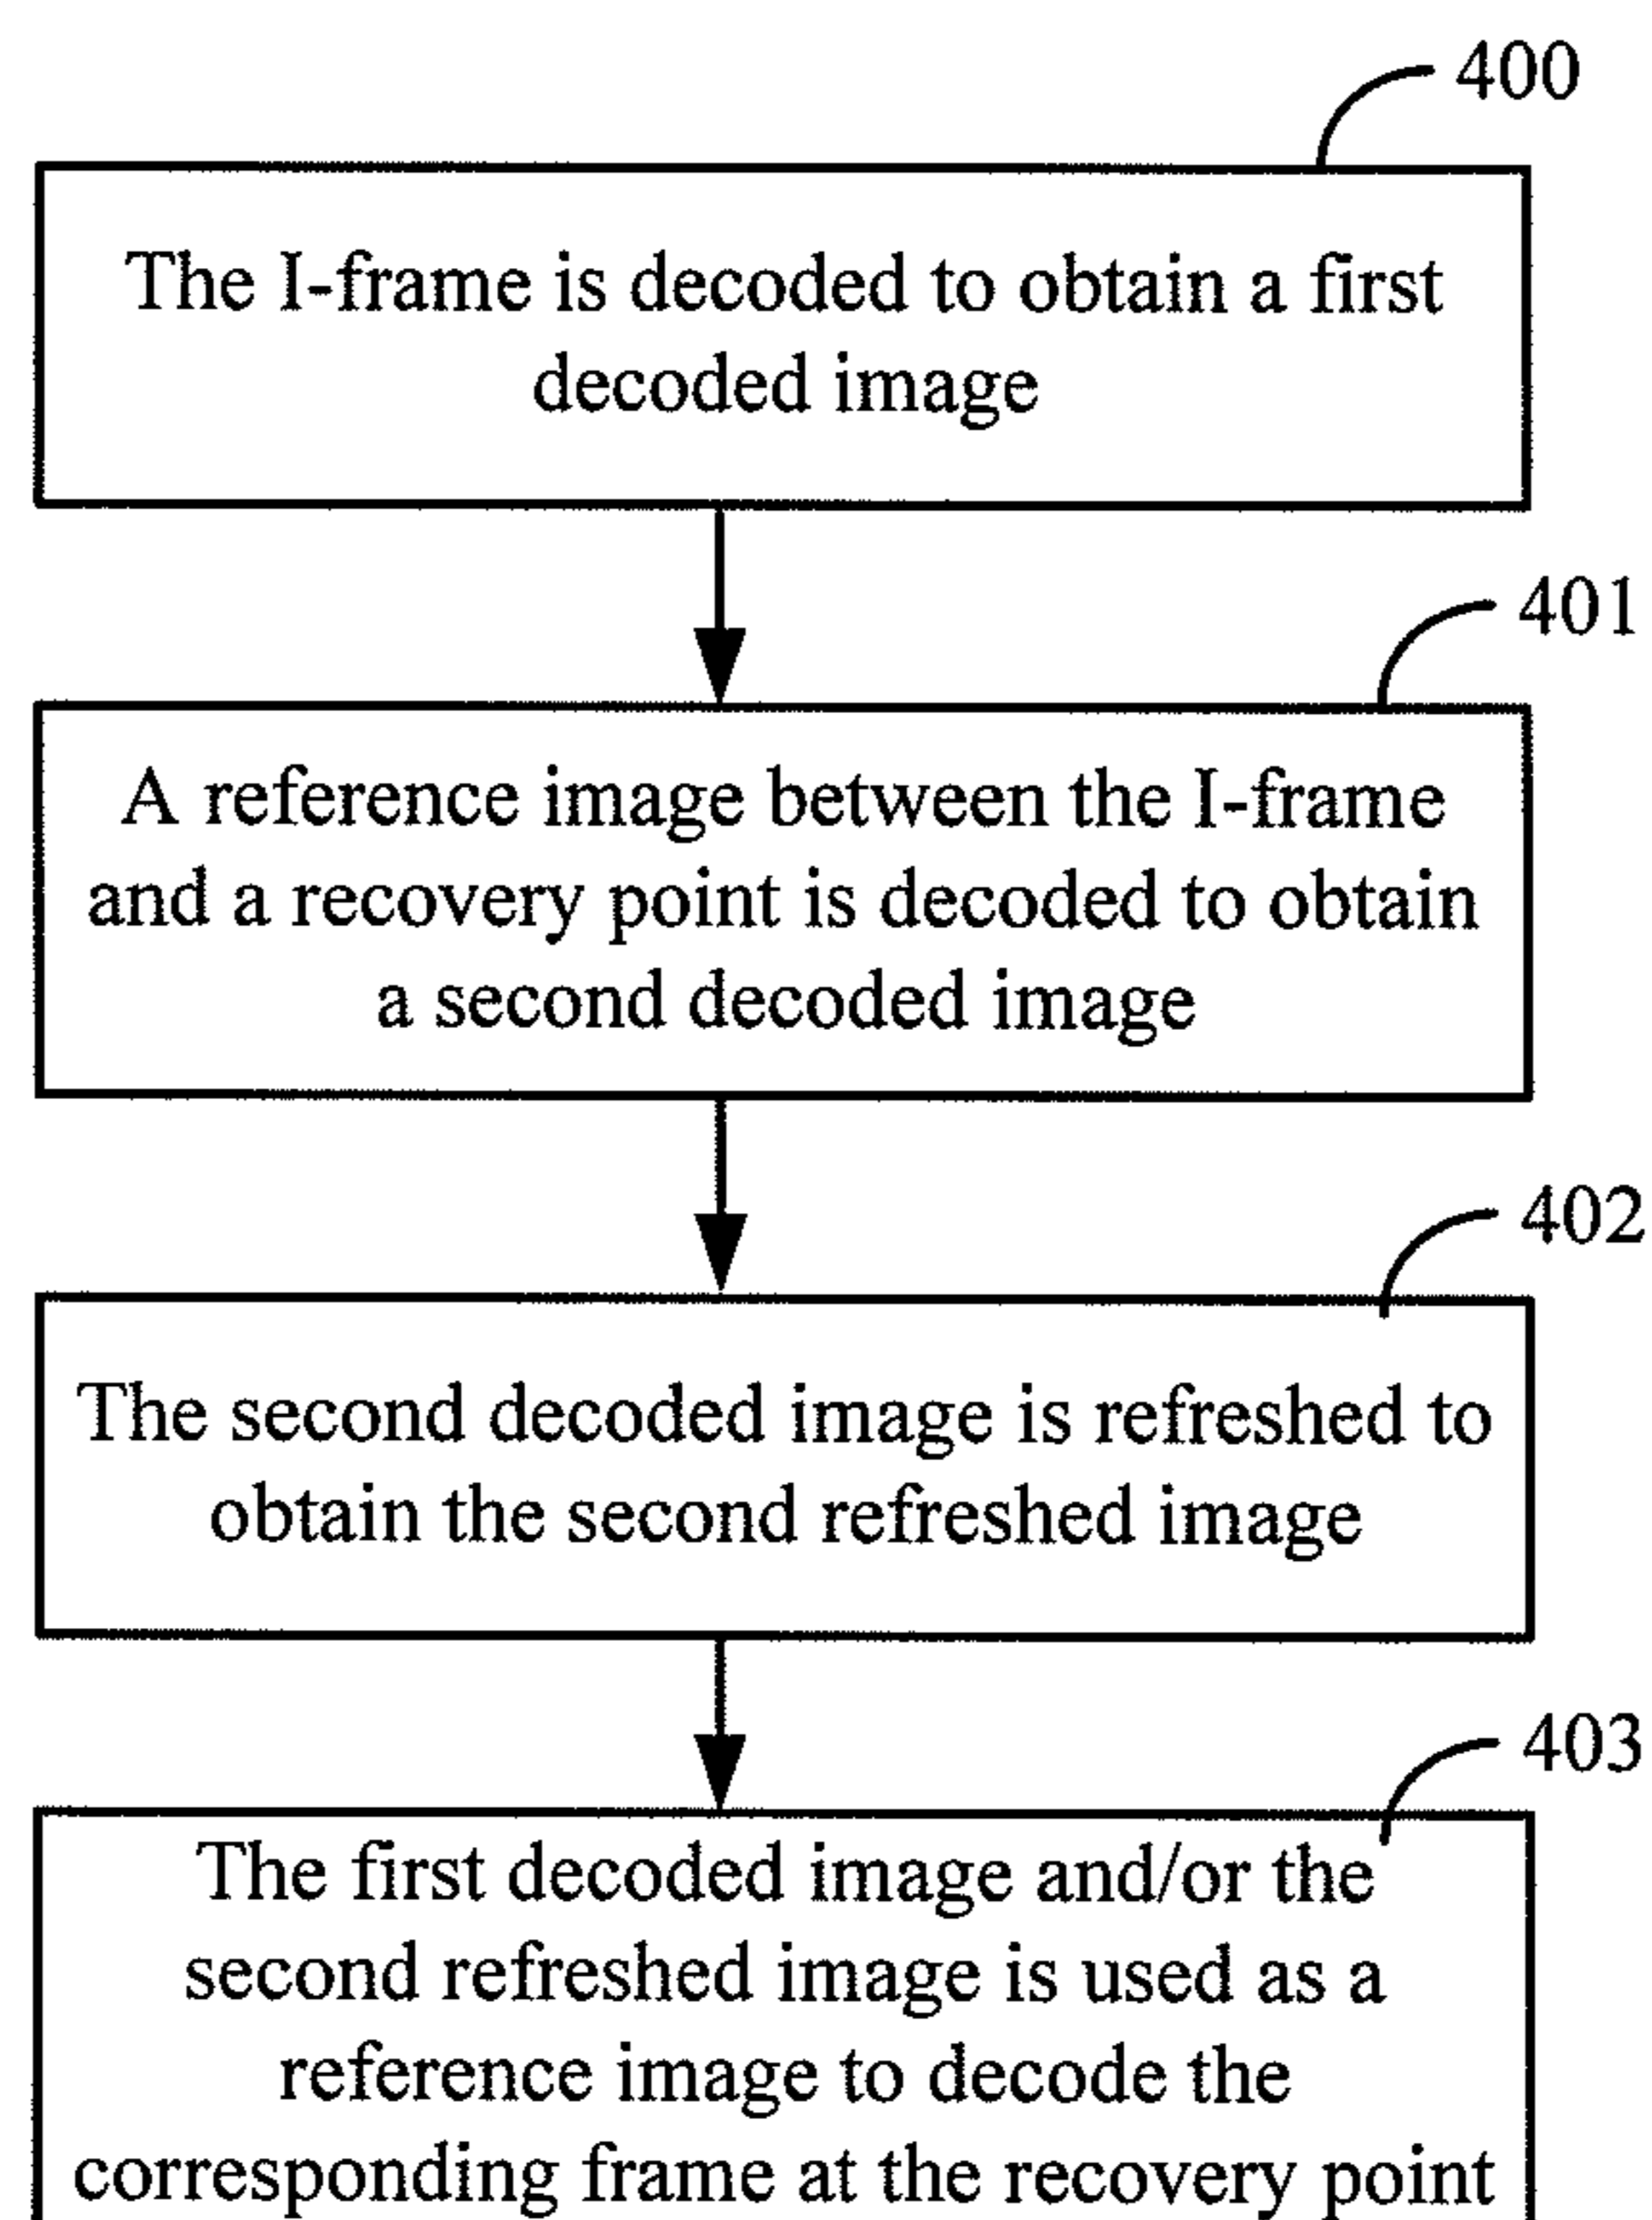 400
The I-frame is decoded to obtain a first
decoded image
401
A reference image between the I-frame
and a recovery point is decoded to obtain
a second decoded image
402
The second decoded image is refreshed to
obtain the second refreshed image
403
The first decoded image and/or the
second refreshed image is used as a
reference image to decode the
corresponding frame at the recovery point